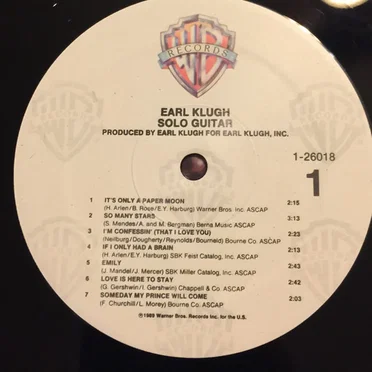 WB
RECORDS
EARL KLUGH
SOLO GUITAR
PRODUCED BY EARL KLUGH FOR EARL KLUGH, INC.
1-26018
1
1 IT'S ONLY A PAPER MOON
(H. Arlen/B. Rose/E.Y. Harburg) Warner Bros. Inc. ASCAP 2:15
2 SO MANY STARS
(S. Mendes/A. and M. Bergman) Berna Music ASCAP 3:13
3 I'M CONFESSIN' (THAT I LOVE YOU)
(Neilburg/Dougherty/Reynolds/Bourneld) Bourne Co. ASCAP 2:23
4 IF I ONLY HAD A BRAIN
(H. Arlen/E.Y. Harburg) SBK Feist Catalog, Inc. ASCAP 2:13
5 EMILY
(J. Mandel/J. Mercer) SBK Miller Catalog, Inc. ASCAP 2:43
6 LOVE IS HERE TO STAY
(G. Gershwin/I. Gershwin) Chappell & Co. ASCAP 2:42
7 SOMEDAY MY PRINCE WILL COME
(F. Churchill/L. Morey) Bourne Co. ASCAP 2:03
℗1989 Warner Bros. Records Inc. for the U.S.